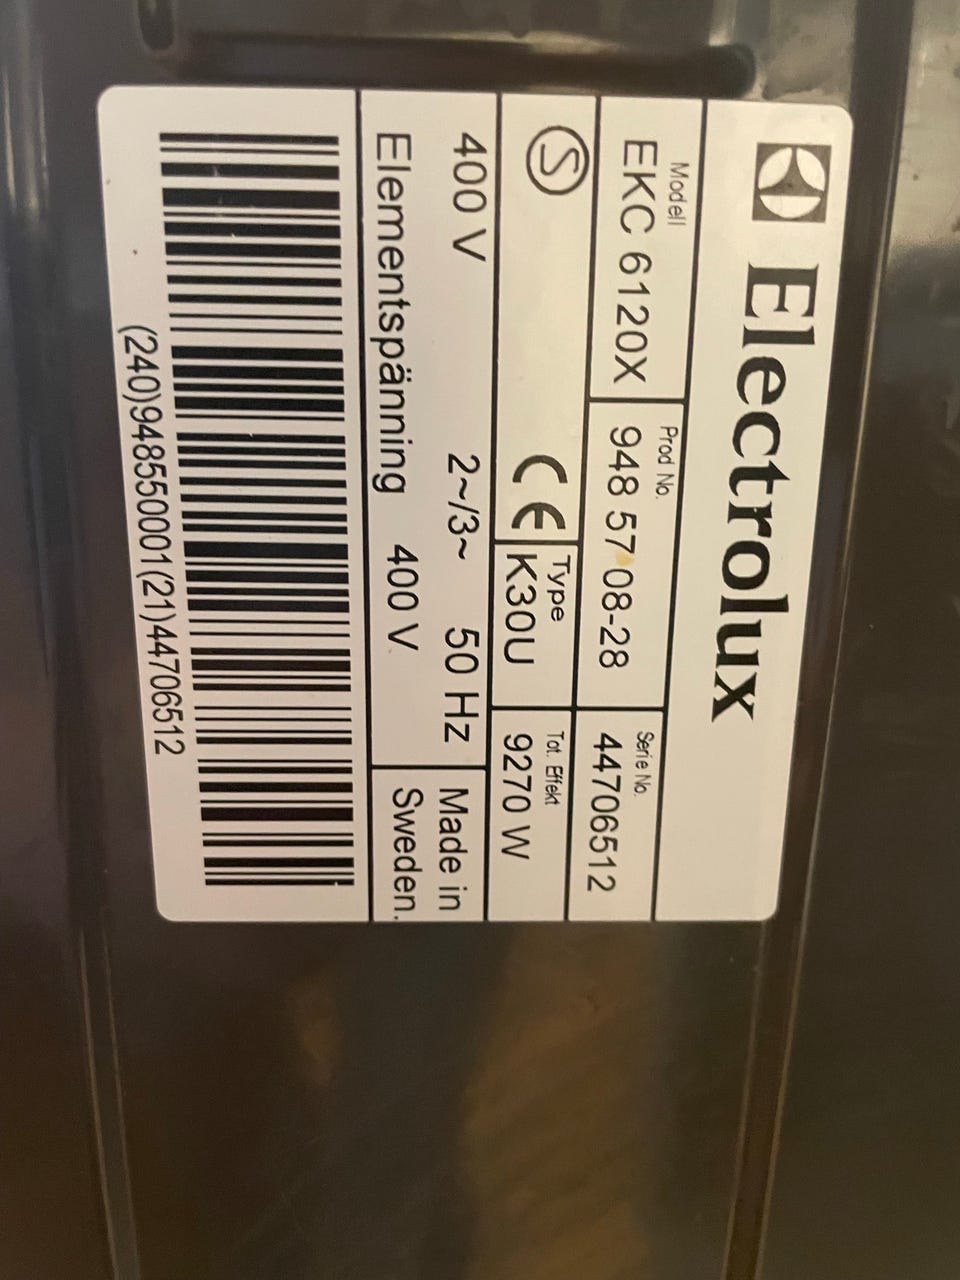 Electrolux
Modell
EKC 6120X
Prod No.
948 57 08-28
Serie No.
44706512
S
CE
Type
K30U
Tot. Effekt
9270 W
400 V 2~/3~ 50 Hz
Elementspänning 400 V
Made in
Sweden.
(240)948550001(21)44706512